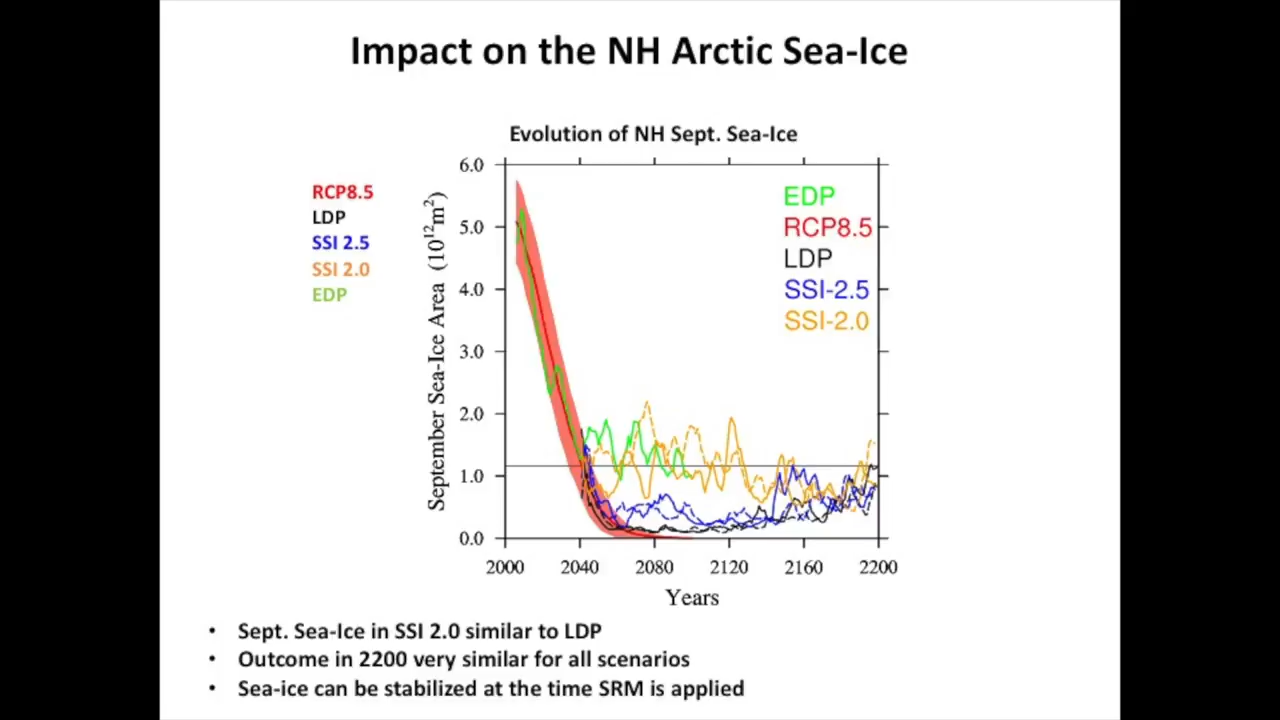 Impact on the NH Arctic Sea-Ice
Evolution of NH Sept. Sea-Ice
RCP8.5
LDP
SSI 2.5
SSI 2.0
EDP
September Sea-Ice Area (10¹²m²)
6.0
5.0
4.0
3.0
2.0
1.0
0.0
EDP
RCP8.5
LDP
SSI-2.5
SSI-2.0
2000 2040 2080 2120 2160 2200
Years
• Sept. Sea-Ice in SSI 2.0 similar to LDP
• Outcome in 2200 very similar for all scenarios
• Sea-ice can be stabilized at the time SRM is applied